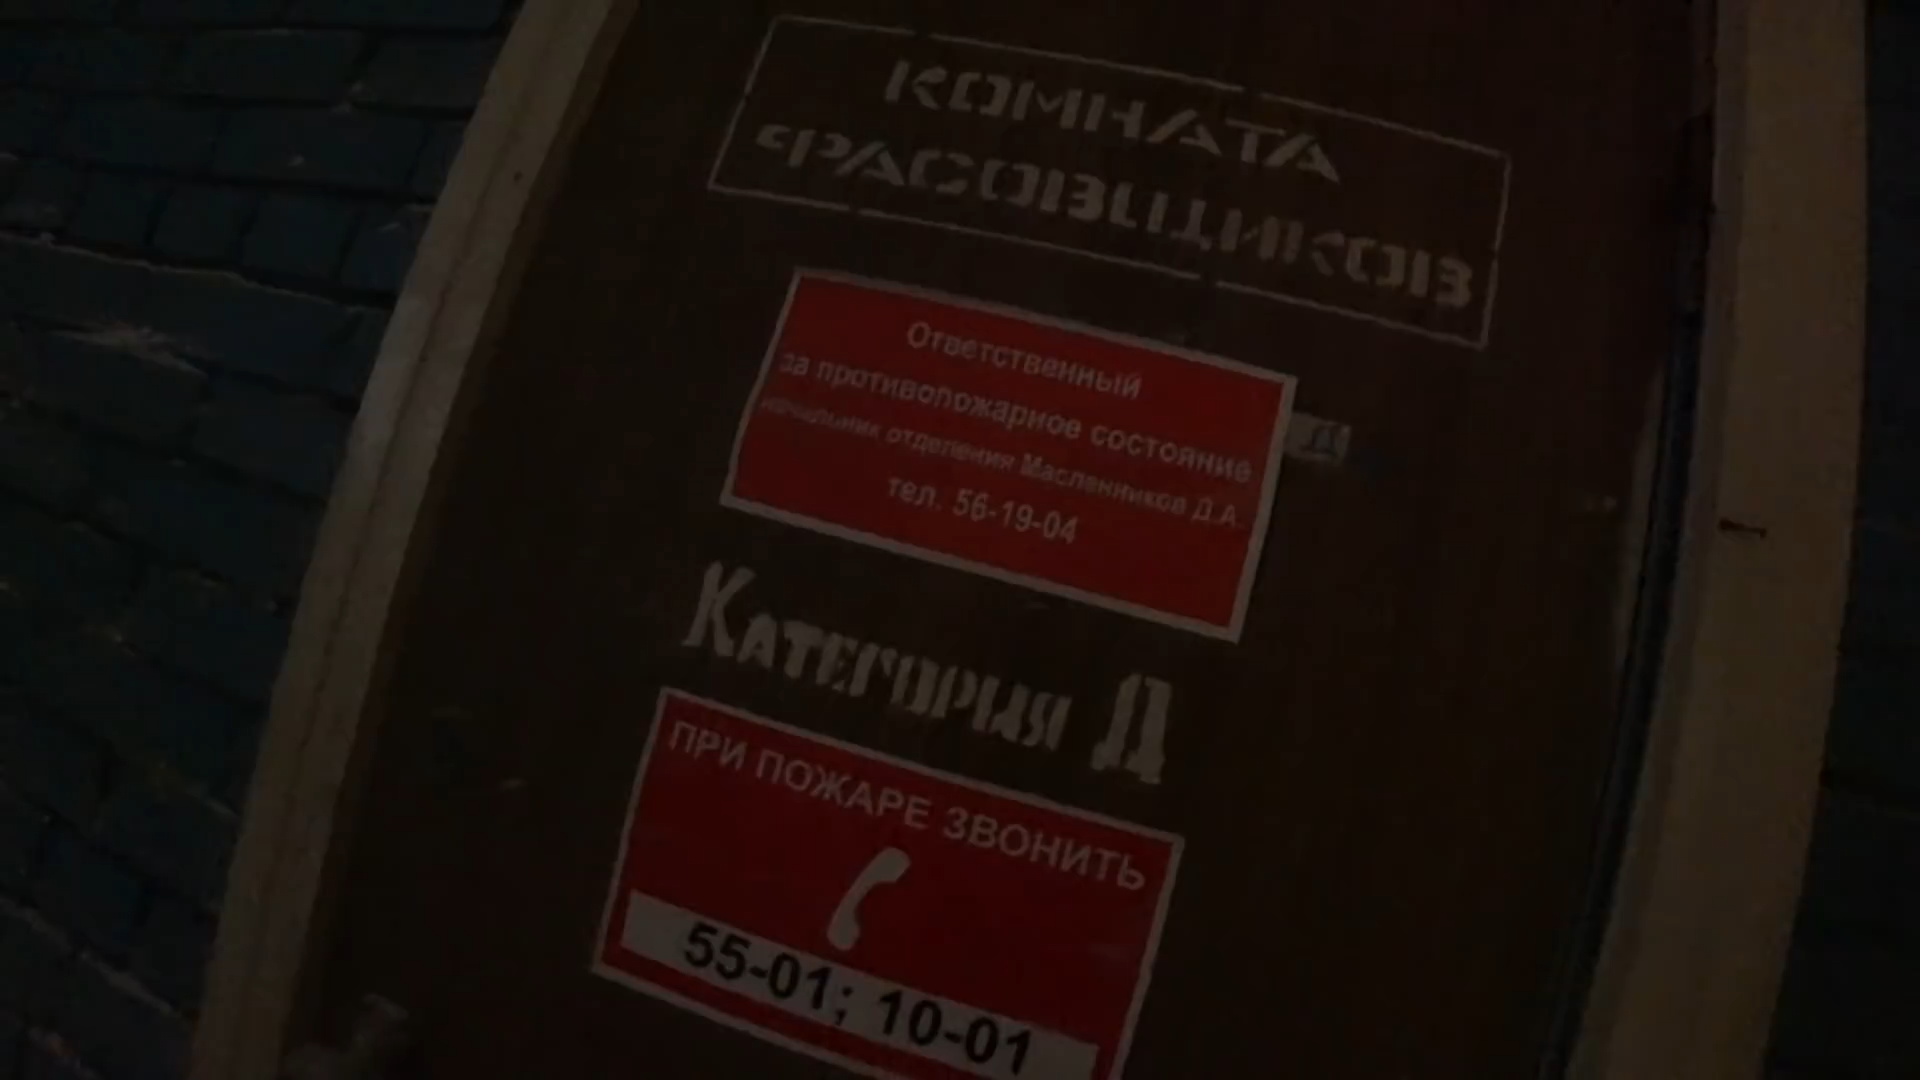 КОМНАТА
ФАСОВЩИКОВ
Ответственный
за противопожарное состояние
начальник отделения Масленников Д.А.
тел. 56-19-04
Д
Категория Д
ПРИ ПОЖАРЕ ЗВОНИТЬ
55-01; 10-01